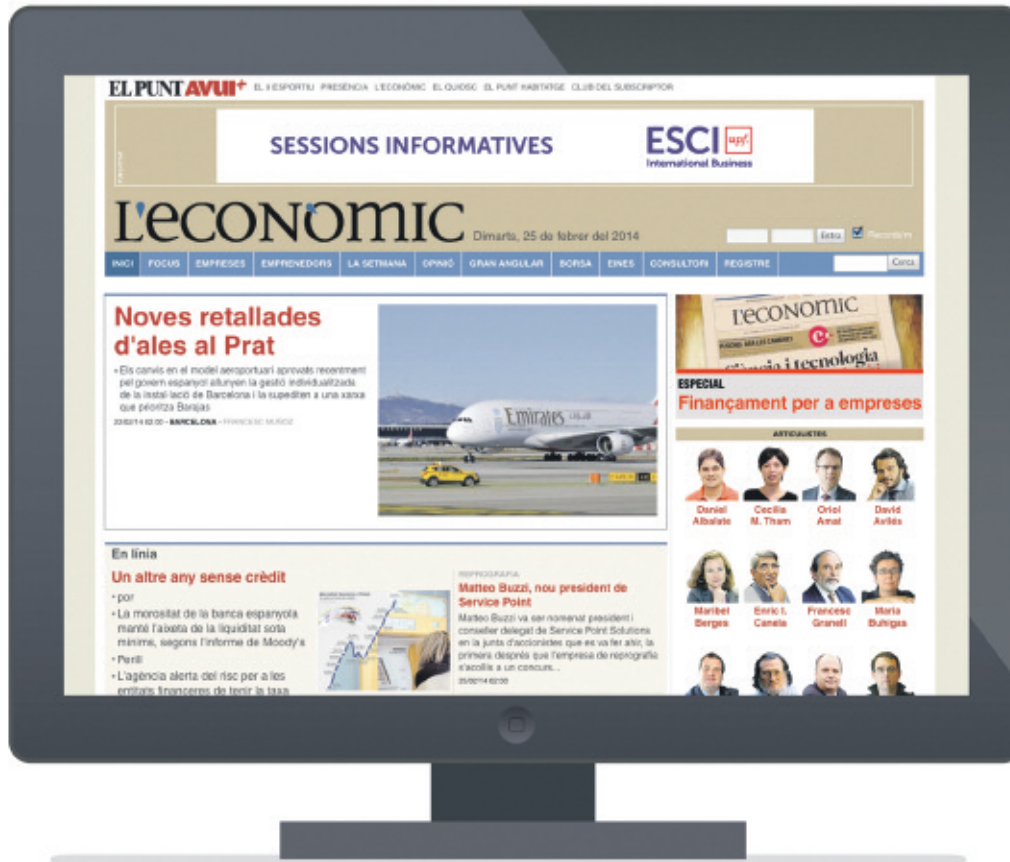 EL PUNT AVUI+ EL 9 ESPORTIU PRESÈNCIA L'ECONÒMIC EL QUIOSC EL PUNT HABITATGE CLUB DEL SUBSCRIPTOR
SESSIONS INFORMATIVES
ESCI upf.
International Business
L'ECONÒMIC
Dimarts, 25 de febrer del 2014
Entra
INICI FOCUS EMPRESES EMPRENEDORS LA SETMANA OPINIÓ GRAN ANGULAR BORSA EINES CONSULTORI REGISTRE
Cerca
Noves retallades
d'ales al Prat
Els canvis en el model aeroportuari aprovats recentment
pel govern espanyol allunyen la gestió individualitzada
de la instal·lació de Barcelona i la supediten a una xarxa
que prioritza Barajas
BARCELONA - FRANCESC MUÑOZ
Emirates
L'ECONÒMIC
Ciència i tecnologia
ESPECIAL
Finançament per a empreses
ARTICULISTES
Daniel
Albalate
Cecilia
M. Tham
Oriol
Amat
David
Avilés
Maribel
Berges
Enric I.
Canela
Francesc
Granell
Maria
Buhigas
En línia
Un altre any sense crèdit
• por
• La morositat de la banca espanyola
manté l'aixeta de la liquiditat sota
mínims, segons l'informe de Moody's
• Perill
• L'agència alerta del risc per a les
entitats financeres de tenir la taxa
REPROGRAFIA
Matteo Buzzi, nou president de
Service Point
Matteo Buzzi va ser nomenat president i
conseller delegat de Service Point Solutions
en la junta d'accionistes que es va fer ahir, la
primera després que l'empresa de reprografia
s'acollís a un concurs...